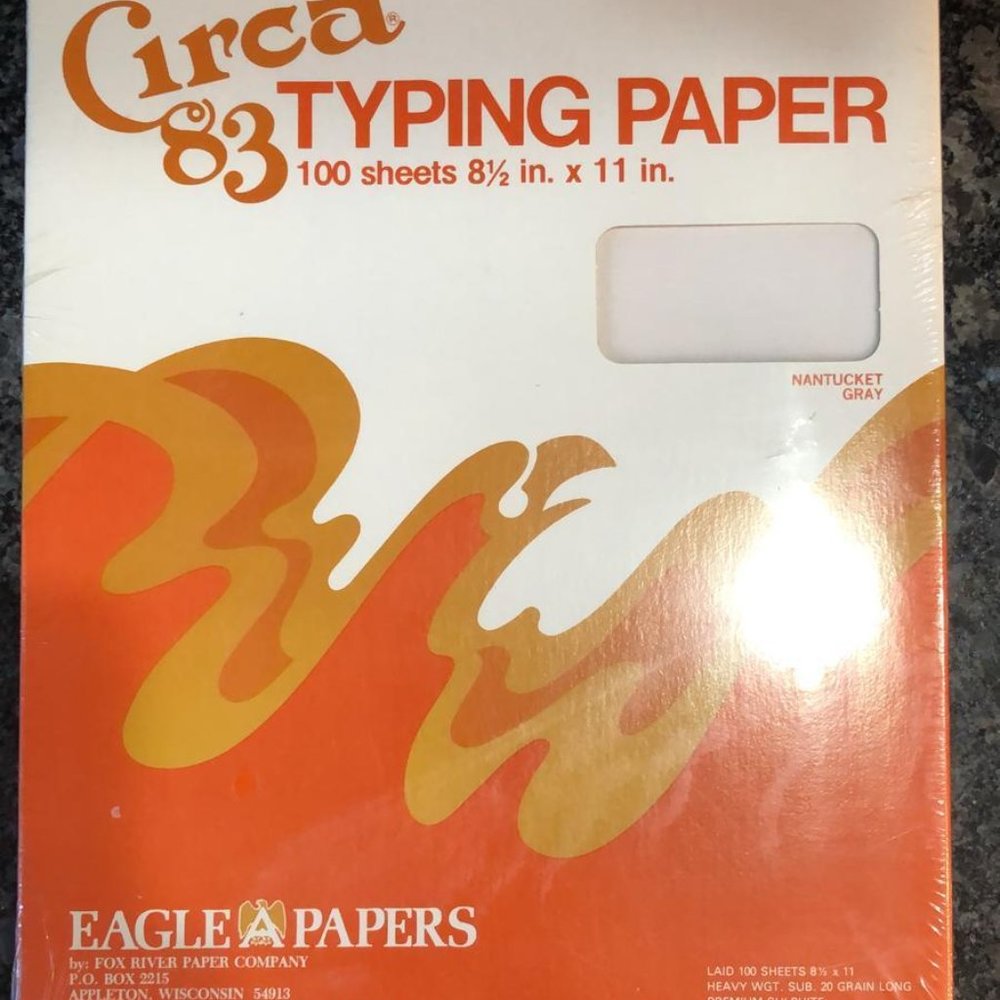 Circa®
83 TYPING PAPER
100 sheets 8½ in. x 11 in.
NANTUCKET
GRAY
EAGLE A PAPERS
by: FOX RIVER PAPER COMPANY
P.O. BOX 2215
APPLETON, WISCONSIN 54913
LAID 100 SHEETS 8½ x 11
HEAVY WGT. SUB. 20 GRAIN LONG